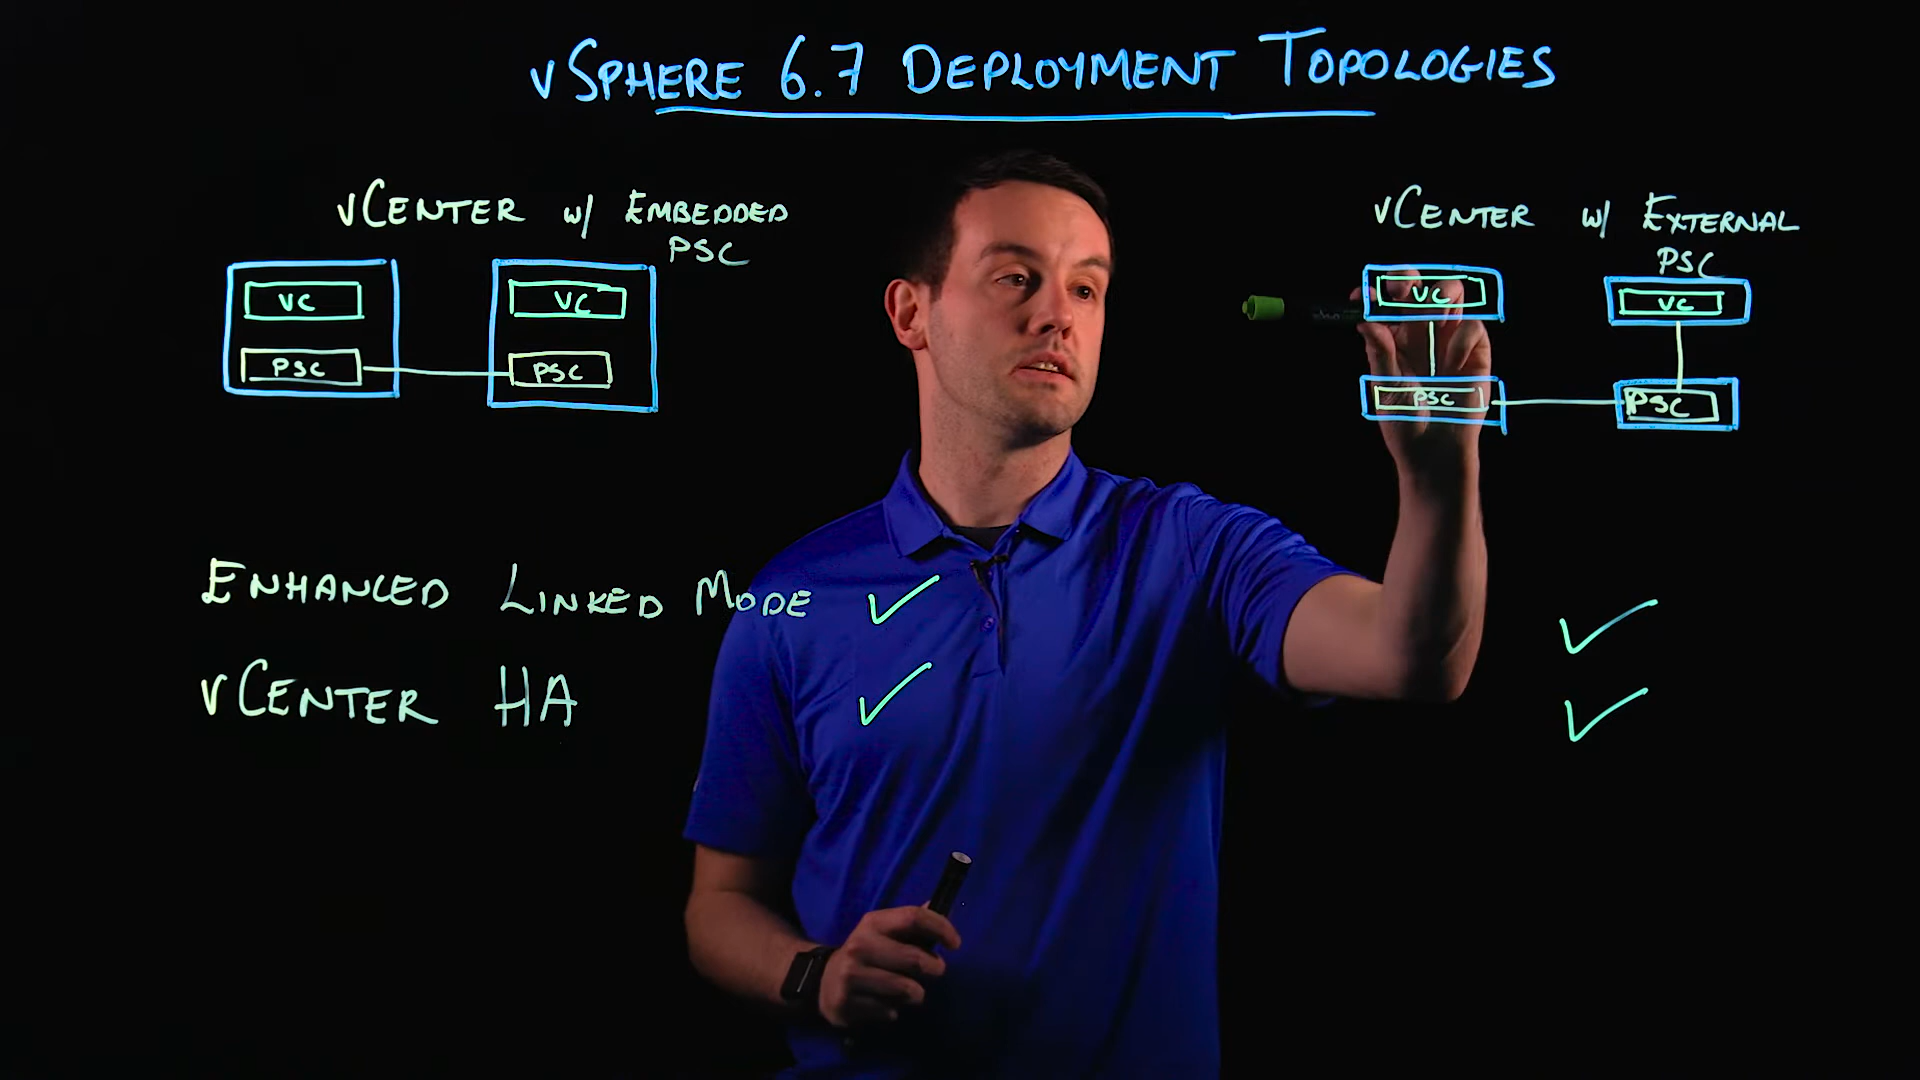 vSPHERE 6.7 DEPLOYMENT TOPOLOGIES
vCENTER w/ EMBEDDED
PSC
VC
PSC
VC
PSC
vCENTER w/ EXTERNAL
PSC
VC
VC
PSC
PSC
ENHANCED LINKED MODE ✓ ✓
vCENTER HA ✓ ✓